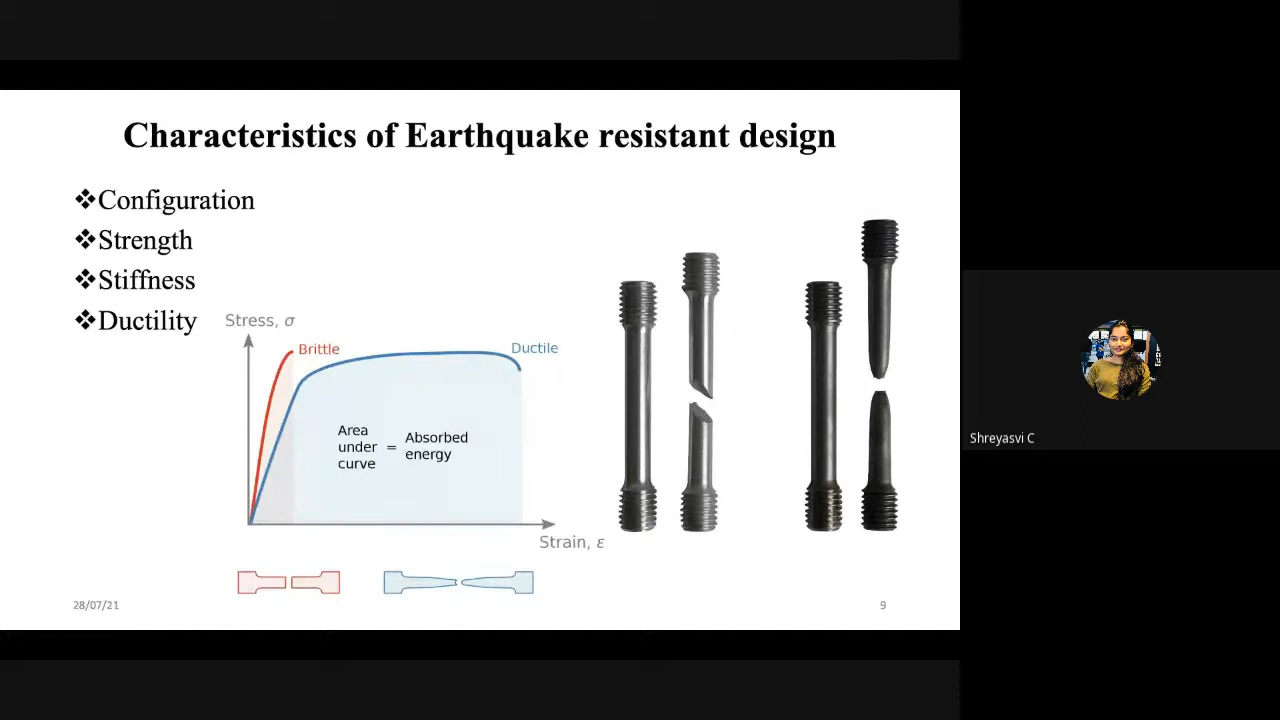 Characteristics of Earthquake resistant design
❖Configuration
❖Strength
❖Stiffness
❖Ductility
Stress, σ
Brittle
Ductile
Area
under
curve
=
Absorbed
energy
Strain, ε
28/07/21
9
Shreyasvi C